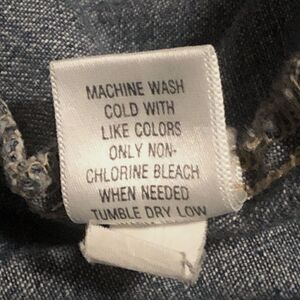 MACHINE WASH
COLD WITH
LIKE COLORS
ONLY NON-
CHLORINE BLEACH
WHEN NEEDED
TUMBLE DRY LOW